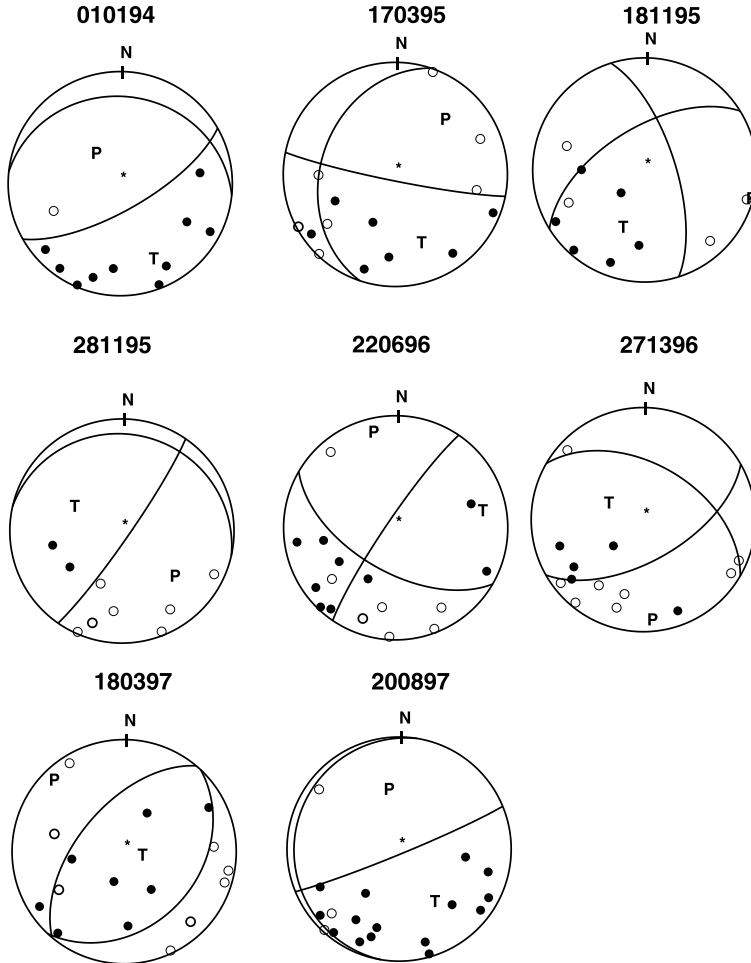 010194 170395 181195
N N N
P P P
T T T
281195 220696 271396
N N N
P T T T
P P
180397 200897
N N
P P
T T